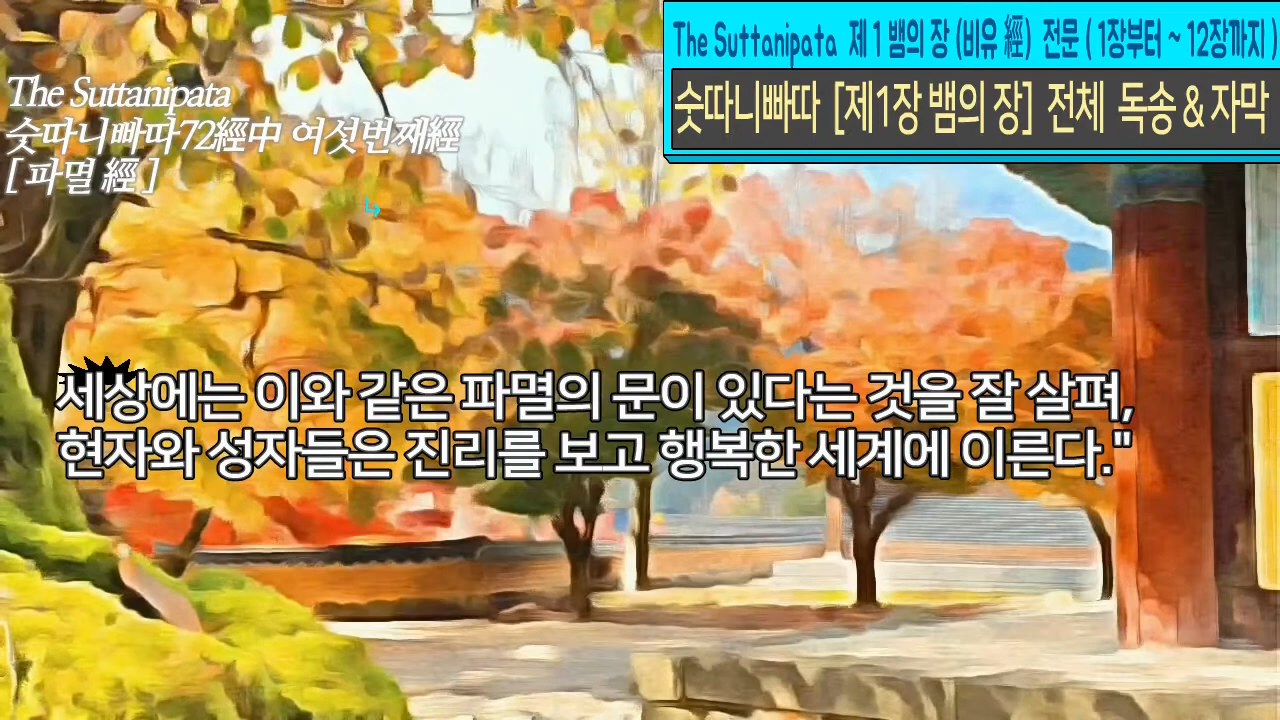 The Suttanipata 제 1 뱀의 장 (비유 經) 전문 ( 1장부터 ~ 12장까지 )
숫따니빠따 [제1장 뱀의 장] 전체 독송 & 자막
The Suttanipata
숫따니빠따72經中 여섯번째經
[ 파멸 經 ]
세상에는 이와 같은 파멸의 문이 있다는 것을 잘 살펴,
현자와 성자들은 진리를 보고 행복한 세계에 이른다."